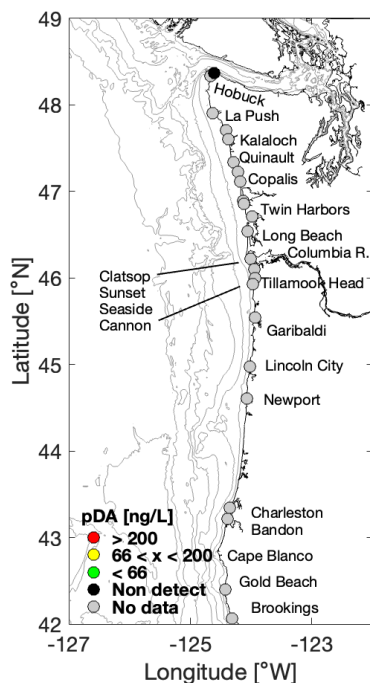 49
48
47
46
45
44
43
42
Latitude [°N]
Hobuck
La Push
Kalaloch
Quinault
Copalis
Twin Harbors
Long Beach
Columbia R.
Clatsop
Sunset
Seaside
Cannon
Tillamook Head
Garibaldi
Lincoln City
Newport
Charleston
Bandon
Cape Blanco
Gold Beach
Brookings
pDA [ng/L]
> 200
66 < x < 200
< 66
Non detect
No data
-127
-125
-123
Longitude [°W]